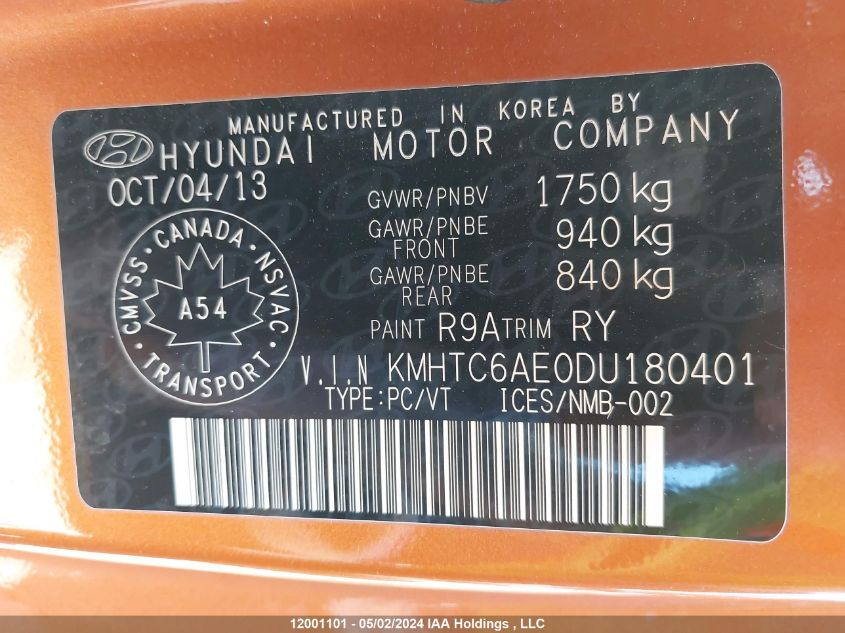 MANUFACTURED IN KOREA BY
HYUNDAI MOTOR COMPANY
OCT/04/13
GVWR/PNBV 1750 kg
GAWR/PNBE FRONT 940 kg
GAWR/PNBE REAR 840 kg
PAINT R9A TRIM RY
CMVSS · CANADA · NSVAC · TRANSPORT ·
A54
V.I.N KMHTC6AE0DU180401
TYPE:PC/VT ICES/NMB-002
12001101 - 05/02/2024 IAA Holdings , LLC